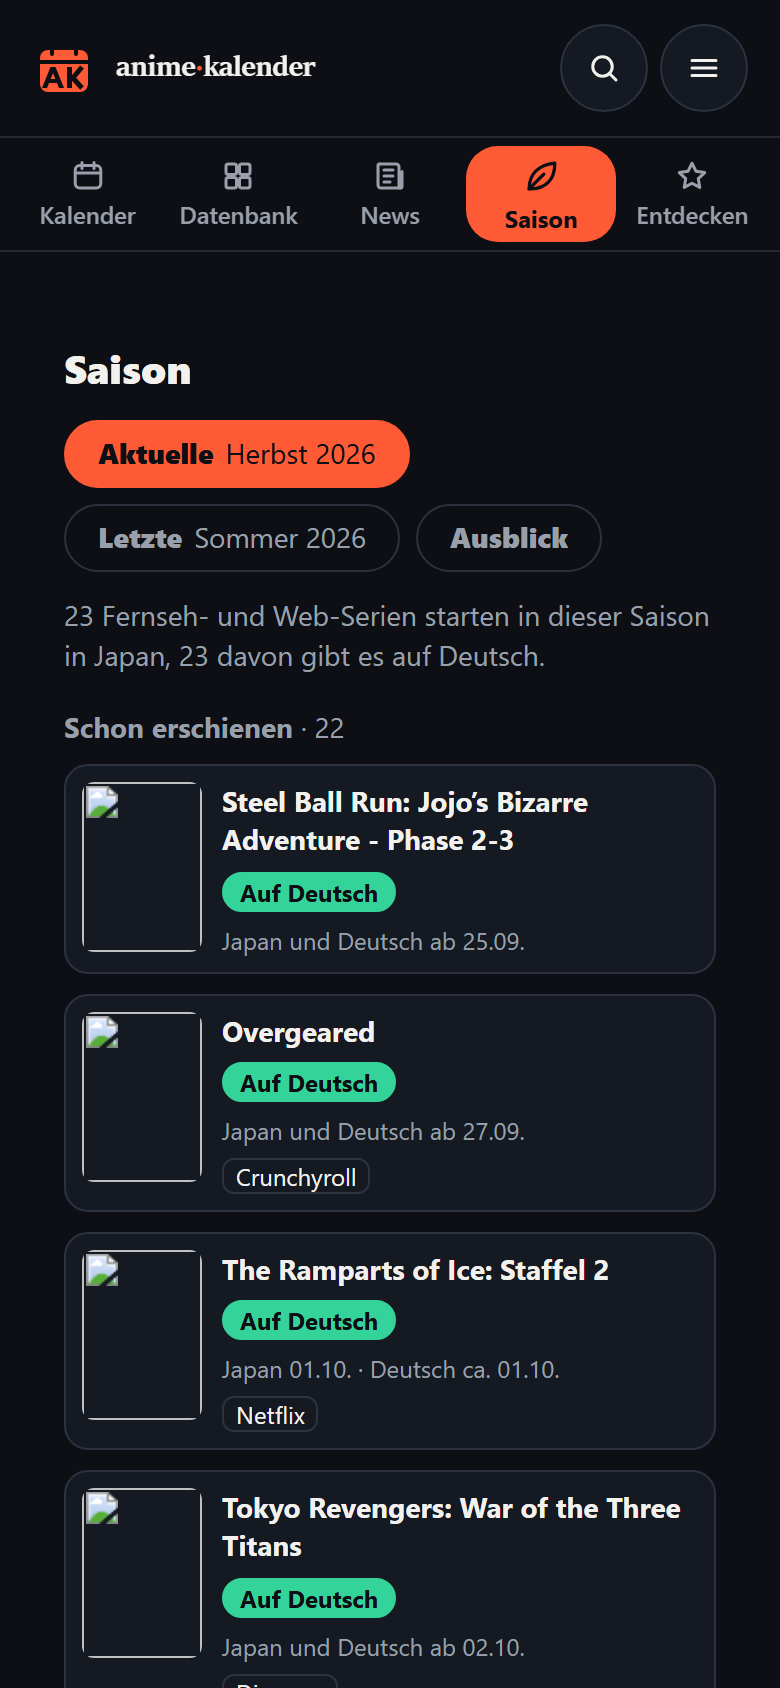 AK
anime·kalender
Kalender
Datenbank
News
Saison
Entdecken
Saison
Aktuelle Herbst 2026
Letzte Sommer 2026
Ausblick
23 Fernseh- und Web-Serien starten in dieser Saison
in Japan, 23 davon gibt es auf Deutsch.
Schon erschienen · 22
Steel Ball Run: Jojo’s Bizarre
Adventure - Phase 2-3
Auf Deutsch
Japan und Deutsch ab 25.09.
Overgeared
Auf Deutsch
Japan und Deutsch ab 27.09.
Crunchyroll
The Ramparts of Ice: Staffel 2
Auf Deutsch
Japan 01.10. · Deutsch ca. 01.10.
Netflix
Tokyo Revengers: War of the Three
Titans
Auf Deutsch
Japan und Deutsch ab 02.10.